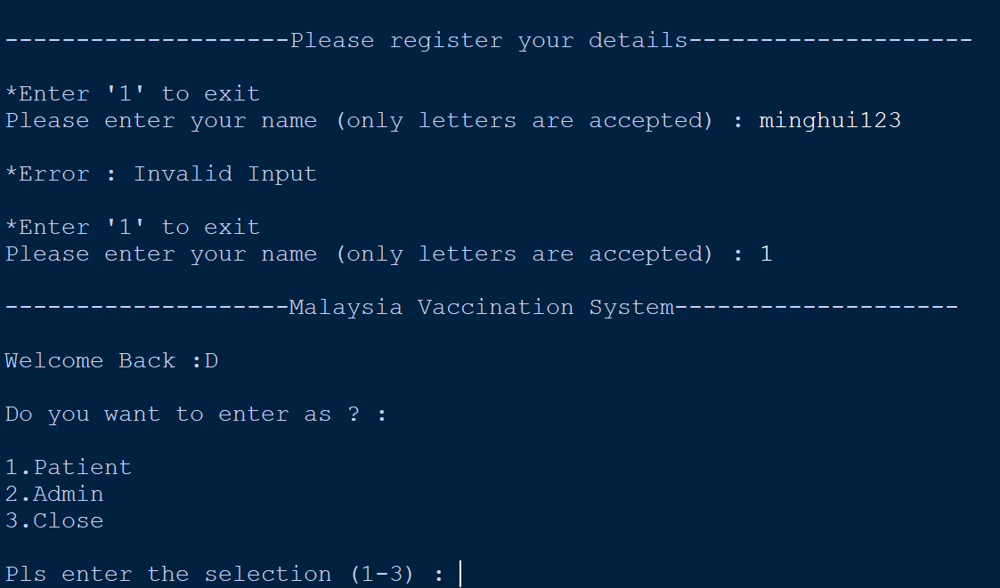 --------------------Please register your details--------------------
*Enter '1' to exit
Please enter your name (only letters are accepted) : minghui123
*Error : Invalid Input
*Enter '1' to exit
Please enter your name (only letters are accepted) : 1
--------------------Malaysia Vaccination System--------------------
Welcome Back :D
Do you want to enter as ? :
1.Patient
2.Admin
3.Close
Pls enter the selection (1-3) :